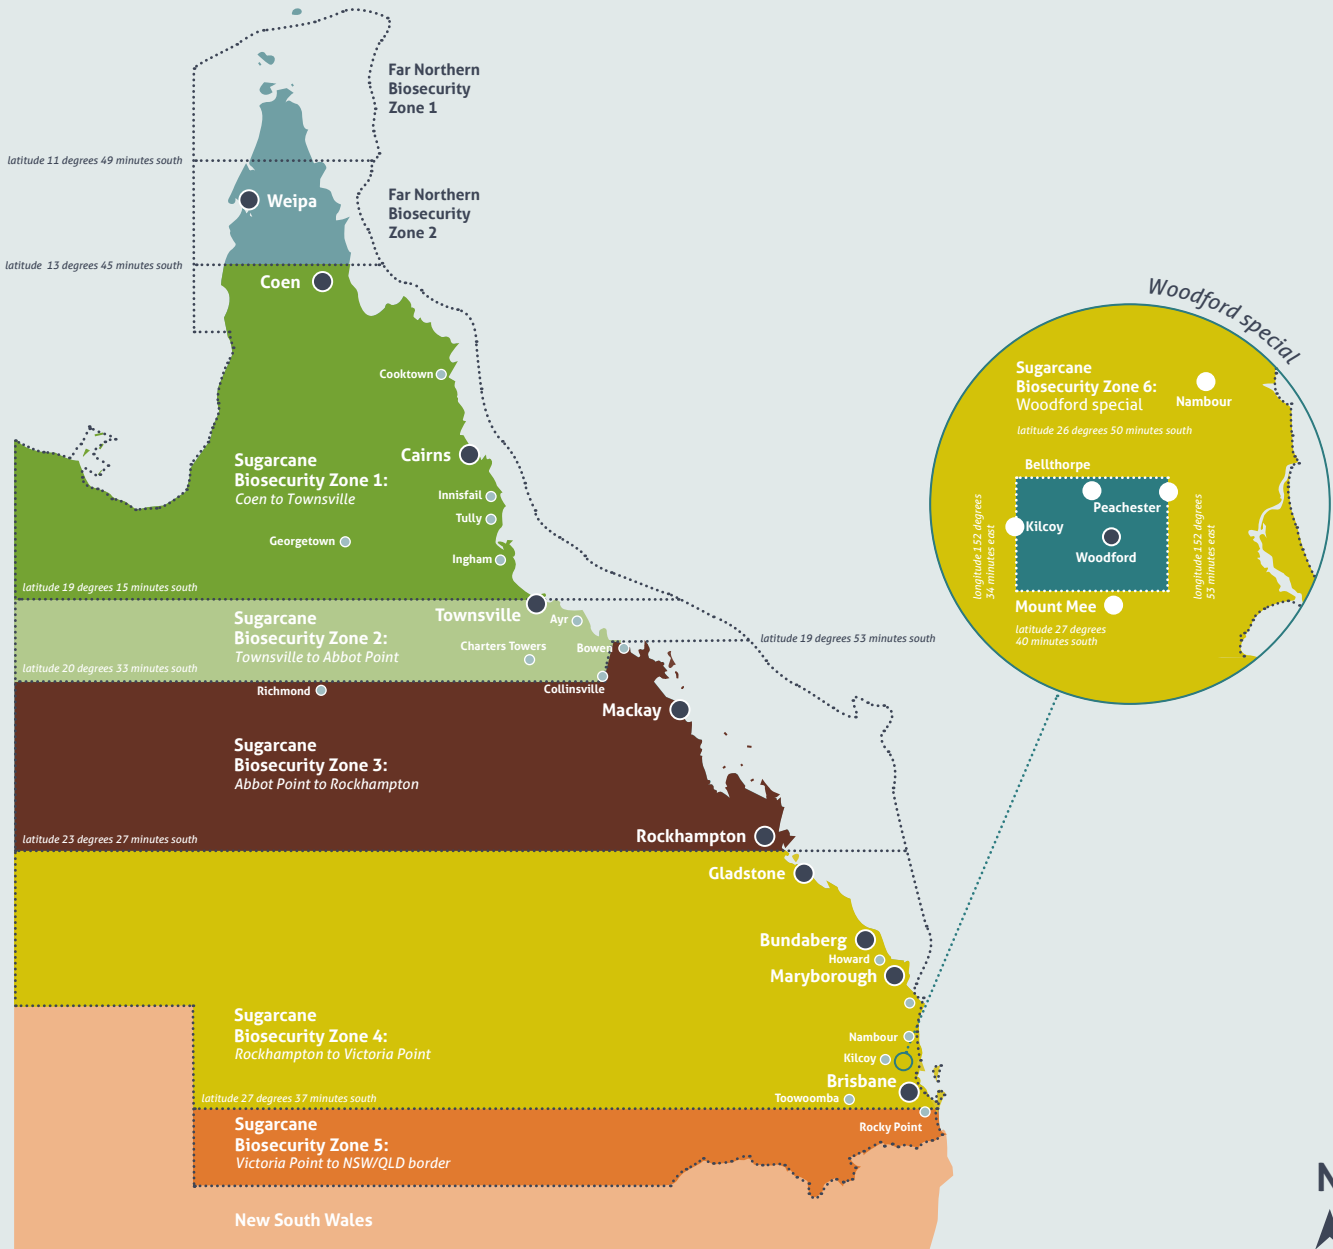 Far Northern
Biosecurity
Zone 1
latitude 11 degrees 49 minutes south
Weipa
Far Northern
Biosecurity
Zone 2
latitude 13 degrees 45 minutes south
Coen
Cooktown
Sugarcane
Biosecurity Zone 1:
Coen to Townsville
Cairns
Innisfail
Tully
Georgetown
Ingham
latitude 19 degrees 15 minutes south
Townsville
Ayr
Sugarcane
Biosecurity Zone 2:
Townsville to Abbot Point
Charters Towers
Bowen
latitude 19 degrees 53 minutes south
latitude 20 degrees 33 minutes south
Richmond
Collinsville
Mackay
Sugarcane
Biosecurity Zone 3:
Abbot Point to Rockhampton
latitude 23 degrees 27 minutes south
Rockhampton
Gladstone
Bundaberg
Howard
Maryborough
Sugarcane
Biosecurity Zone 4:
Rockhampton to Victoria Point
Nambour
Kilcoy
Brisbane
Toowoomba
latitude 27 degrees 37 minutes south
Rocky Point
Sugarcane
Biosecurity Zone 5:
Victoria Point to NSW/QLD border
New South Wales
Woodford special
Sugarcane
Biosecurity Zone 6:
Woodford special
Nambour
latitude 26 degrees 50 minutes south
Bellthorpe
Peachester
Kilcoy
Woodford
longitude 152 degrees
34 minutes east
longitude 152 degrees
53 minutes east
Mount Mee
latitude 27 degrees
40 minutes south
N